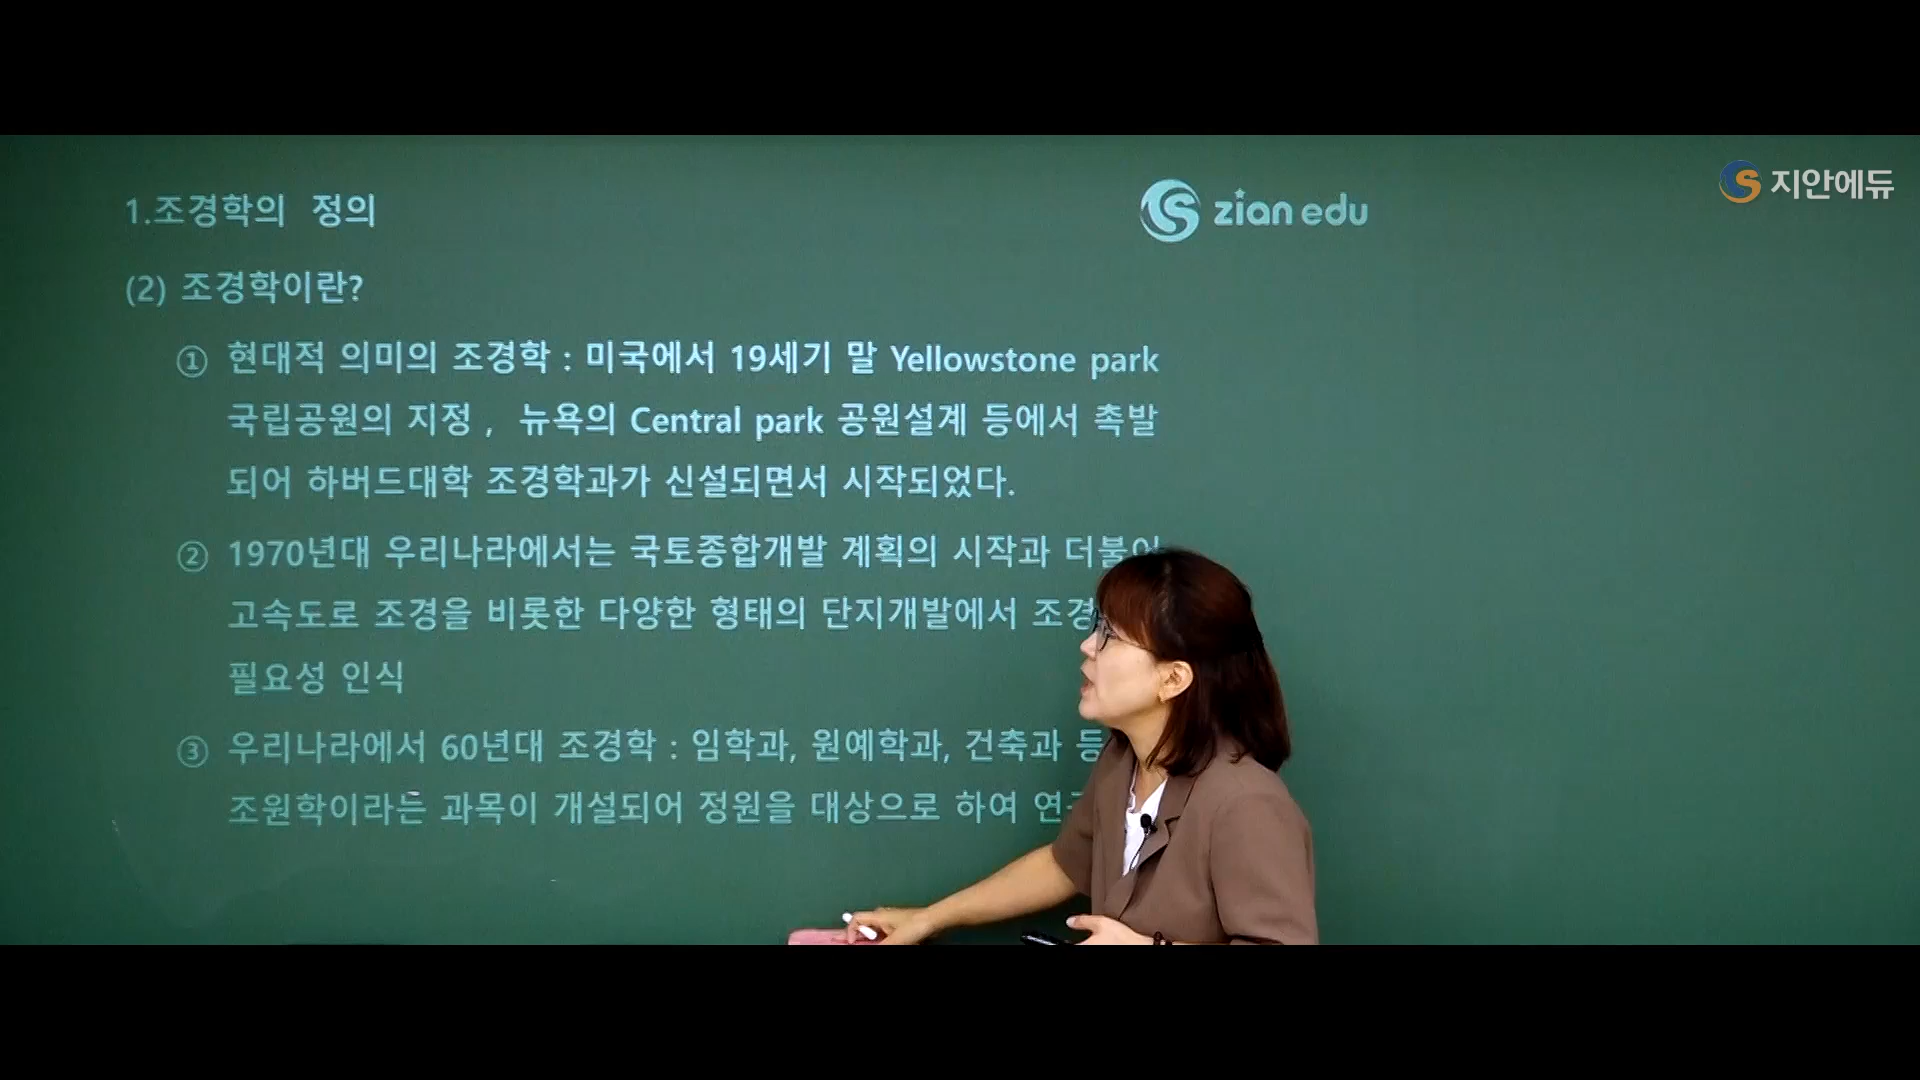 지안에듀
1.조경학의 정의
zian edu
(2) 조경학이란?
① 현대적 의미의 조경학 : 미국에서 19세기 말 Yellowstone park
국립공원의 지정 , 뉴욕의 Central park 공원설계 등에서 촉발
되어 하버드대학 조경학과가 신설되면서 시작되었다.
② 1970년대 우리나라에서는 국토종합개발 계획의 시작과 더불어
고속도로 조경을 비롯한 다양한 형태의 단지개발에서 조경
필요성 인식
③ 우리나라에서 60년대 조경학 : 임학과, 원예학과, 건축과 등
조원학이라는 과목이 개설되어 정원을 대상으로 하여